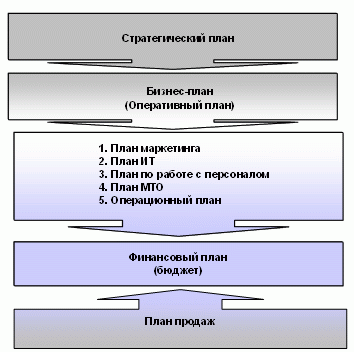 Стратегический план
Бизнес-план
(Оперативный план)
1. План маркетинга
2. План ИТ
3. План по работе с персоналом
4. План МТО
5. Операционный план
Финансовый план
(бюджет)
План продаж